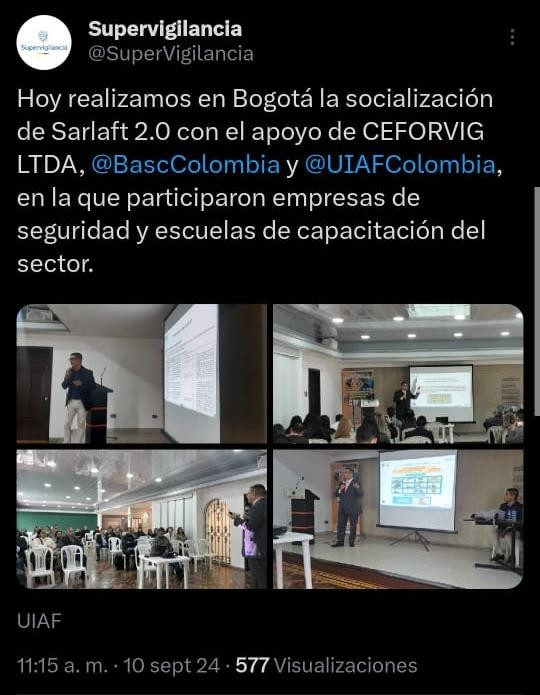 Supervigilancia
Supervigilancia
@SuperVigilancia
Hoy realizamos en Bogotá la socialización
de Sarlaft 2.0 con el apoyo de CEFORVIG
LTDA, @BascColombia y @UIAFColombia,
en la que participaron empresas de
seguridad y escuelas de capacitación del
sector.
UIAF
11:15 a. m. · 10 sept 24 · 577 Visualizaciones